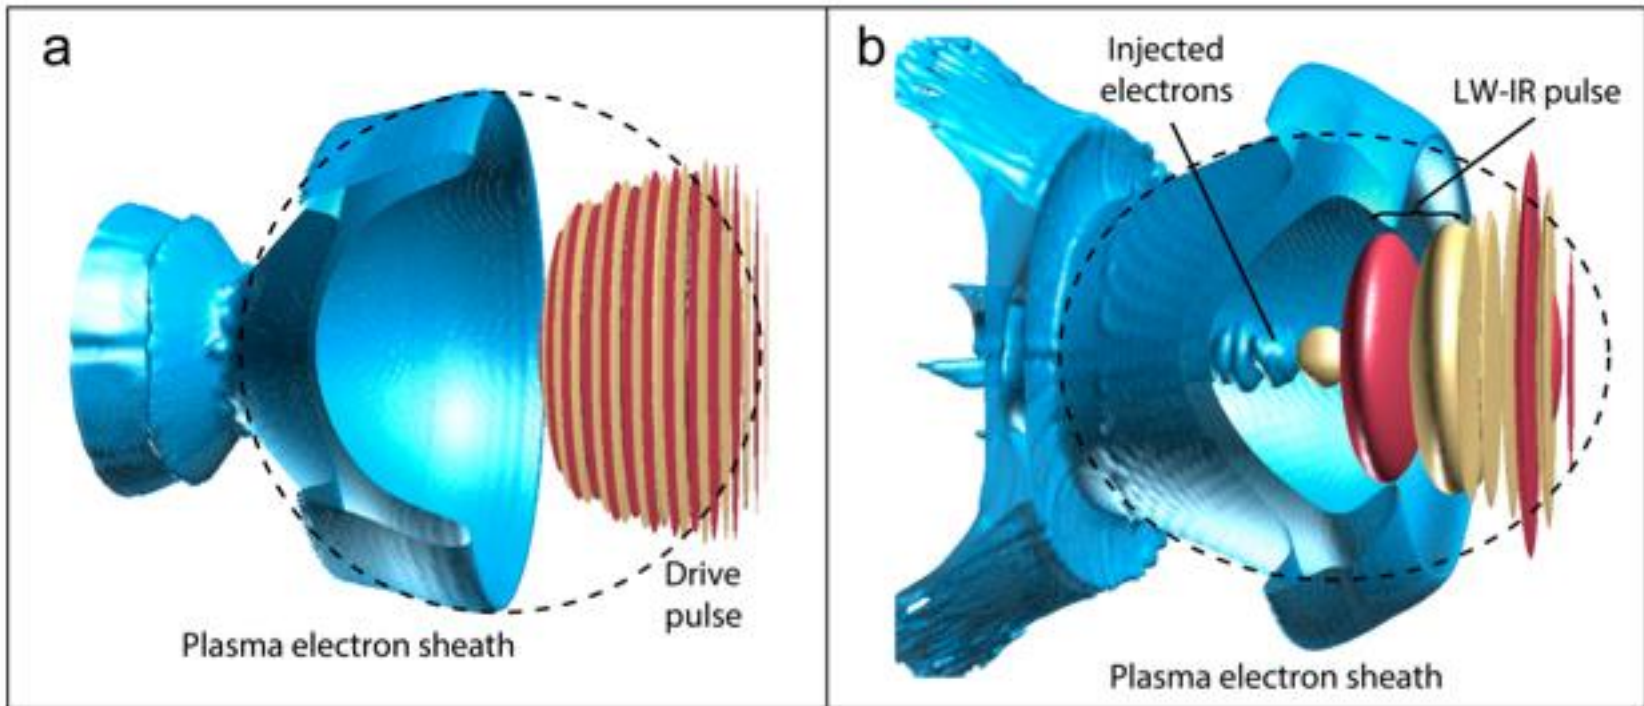 a
Drive
pulse
Plasma electron sheath
b
Injected
electrons
LW-IR pulse
Plasma electron sheath